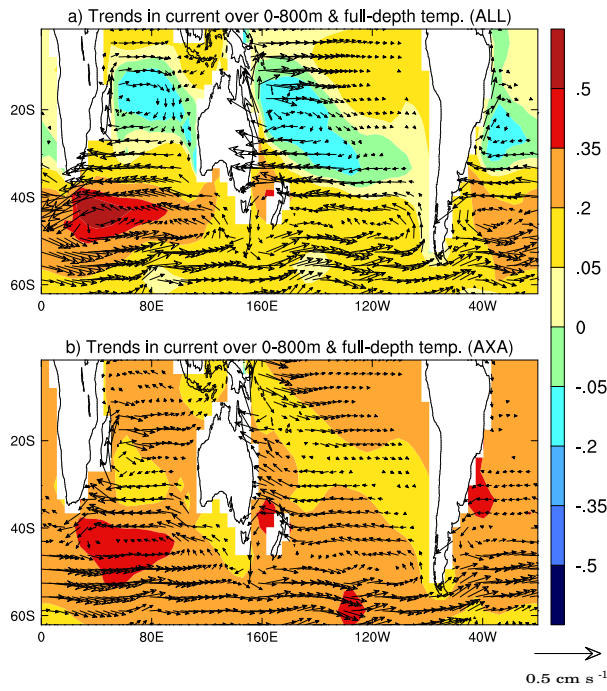 a) Trends in current over 0-800m & full-depth temp. (ALL)
20S
40S
60S
0 80E 160E 120W 40W
b) Trends in current over 0-800m & full-depth temp. (AXA)
20S
40S
60S
0 80E 160E 120W 40W
.5
.35
.2
.05
0
-.05
-.2
-.35
-.5
0.5 cm s -1